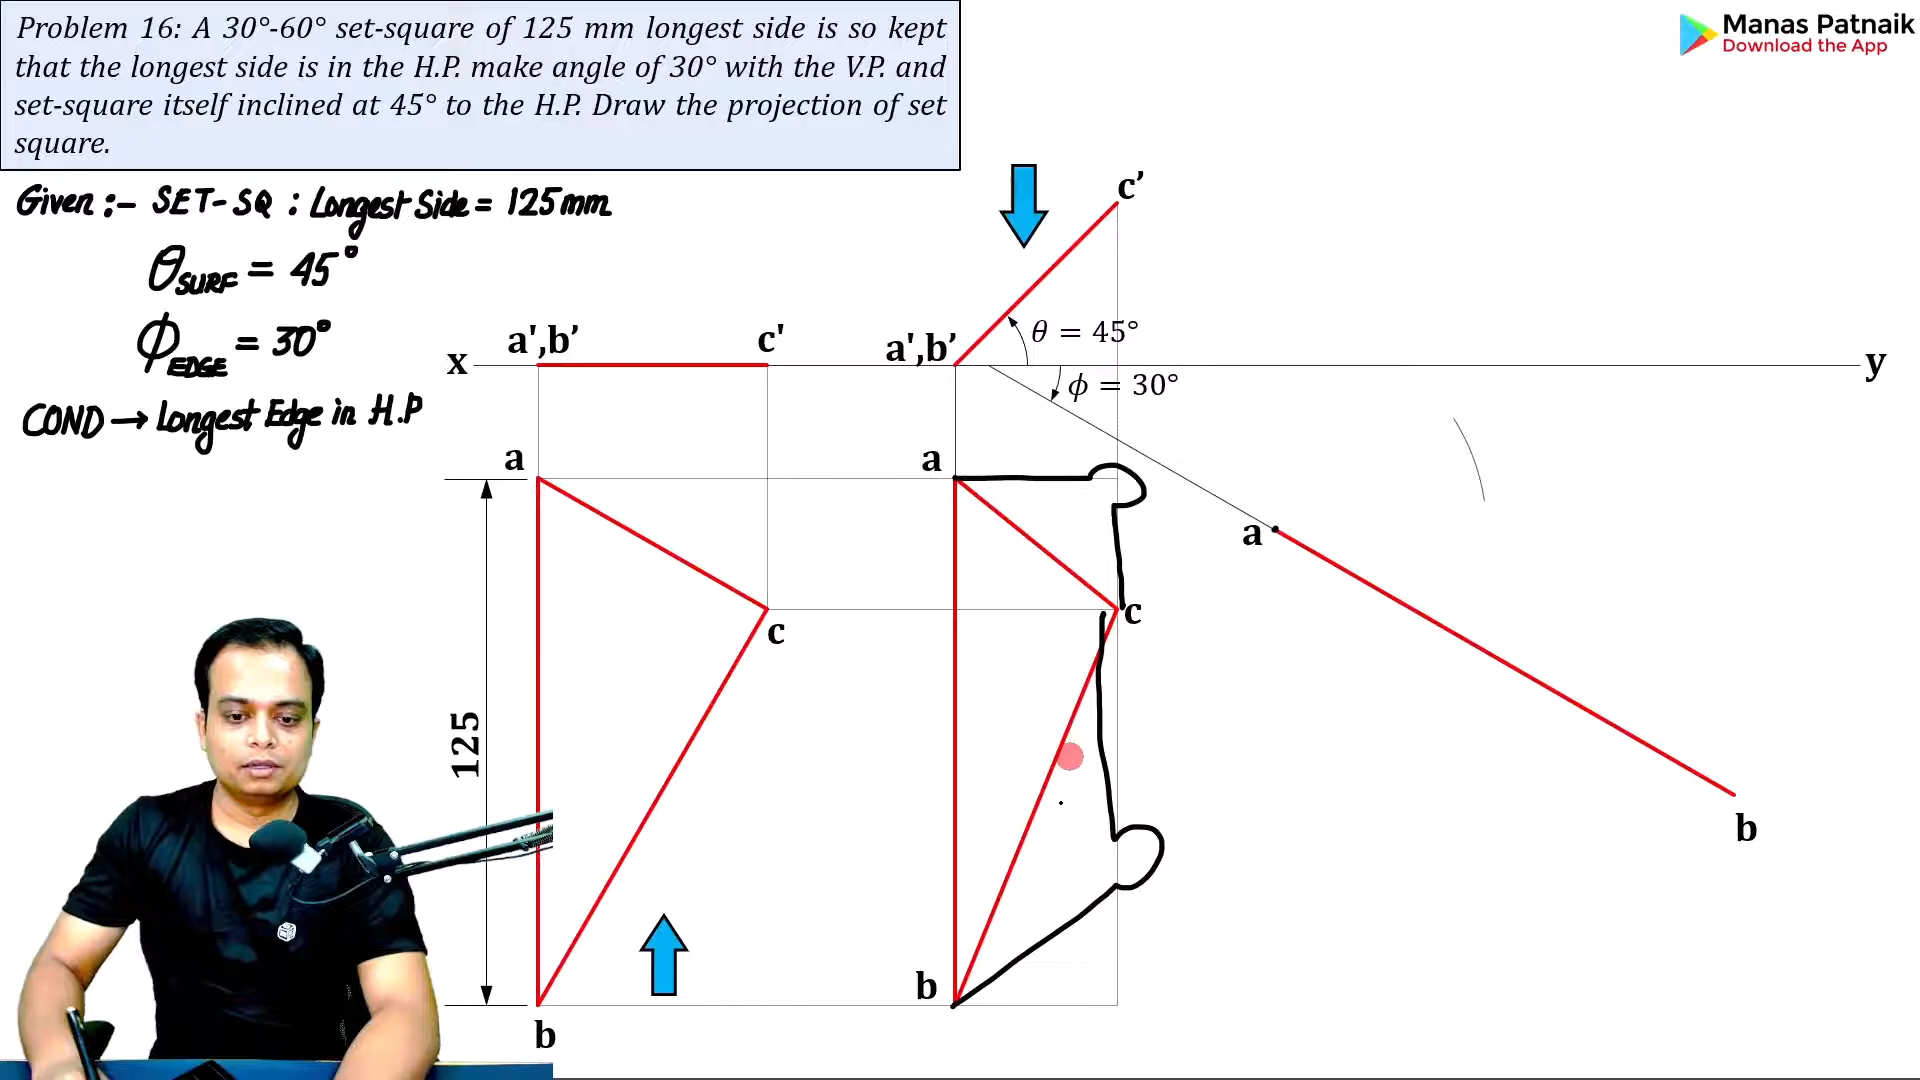 Problem 16: A 30°-60° set-square of 125 mm longest side is so kept
that the longest side is in the H.P. make angle of 30° with the V.P. and
set-square itself inclined at 45° to the H.P. Draw the projection of set
square.
Manas Patnaik
Download the App
Given :- SET-SQ : Longest Side = 125mm
θSURF = 45°
ϕEDGE = 30°
COND → Longest Edge in H.P
c’
θ = 45°
x
a',b’
c'
a',b’
y
ϕ = 30°
a
a
a
c
c
125
b
b
b